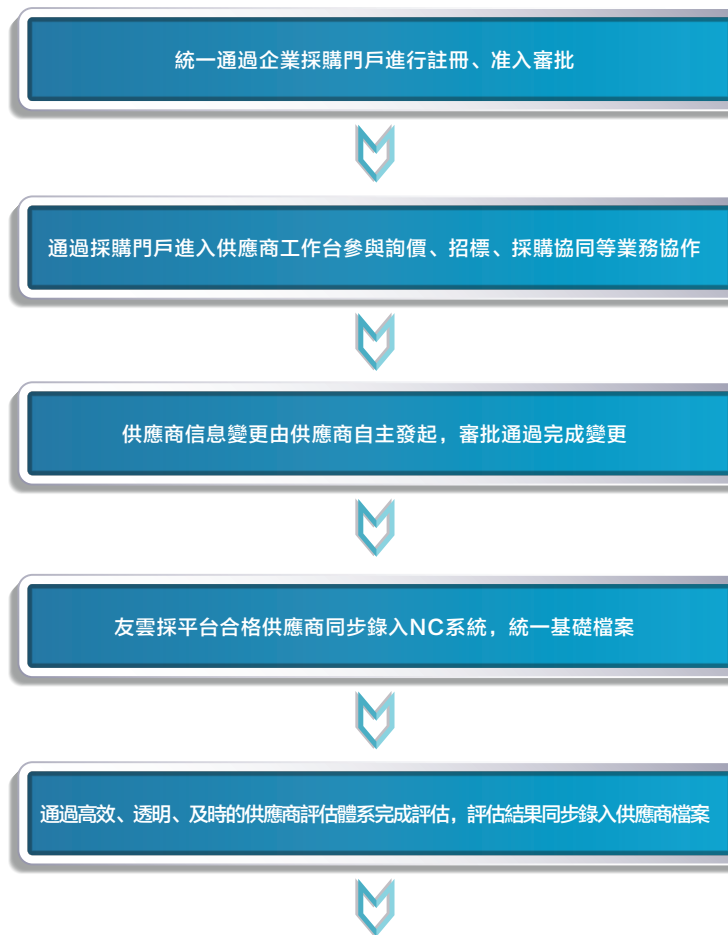 統一通過企業採購門戶進行註冊、准入審批
通過採購門戶進入供應商工作台參與詢價、招標、採購協同等業務協作
供應商信息變更由供應商自主發起，審批通過完成變更
友雲採平台合格供應商同步錄入NC系統，統一基礎檔案
通過高效、透明、及時的供應商評估體系完成評估，評估結果同步錄入供應商檔案